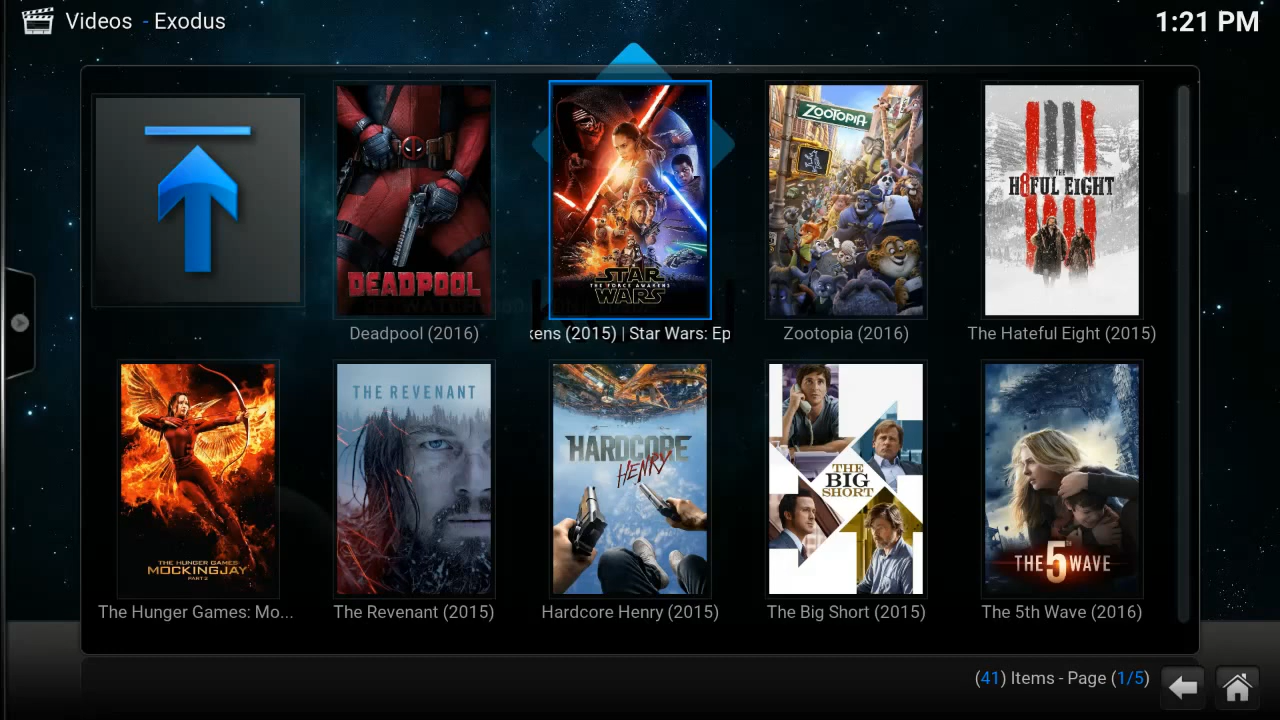 Videos - Exodus
1:21 PM
DEADPOOL
STAR
THE FORCE AWAKENS
WARS
ZOOTOPIA
THE
H8FUL EIGHT
..
Deadpool (2016)
kens (2015) | Star Wars: Ep
Zootopia (2016)
The Hateful Eight (2015)
THE HUNGER GAMES
MOCKINGJAY
PART 2
THE REVENANT
HARDCORE
HENRY
THE
BIG
SHORT
THE 5TH WAVE
The Hunger Games: Mo...
The Revenant (2015)
Hardcore Henry (2015)
The Big Short (2015)
The 5th Wave (2016)
(41) Items - Page (1/5)